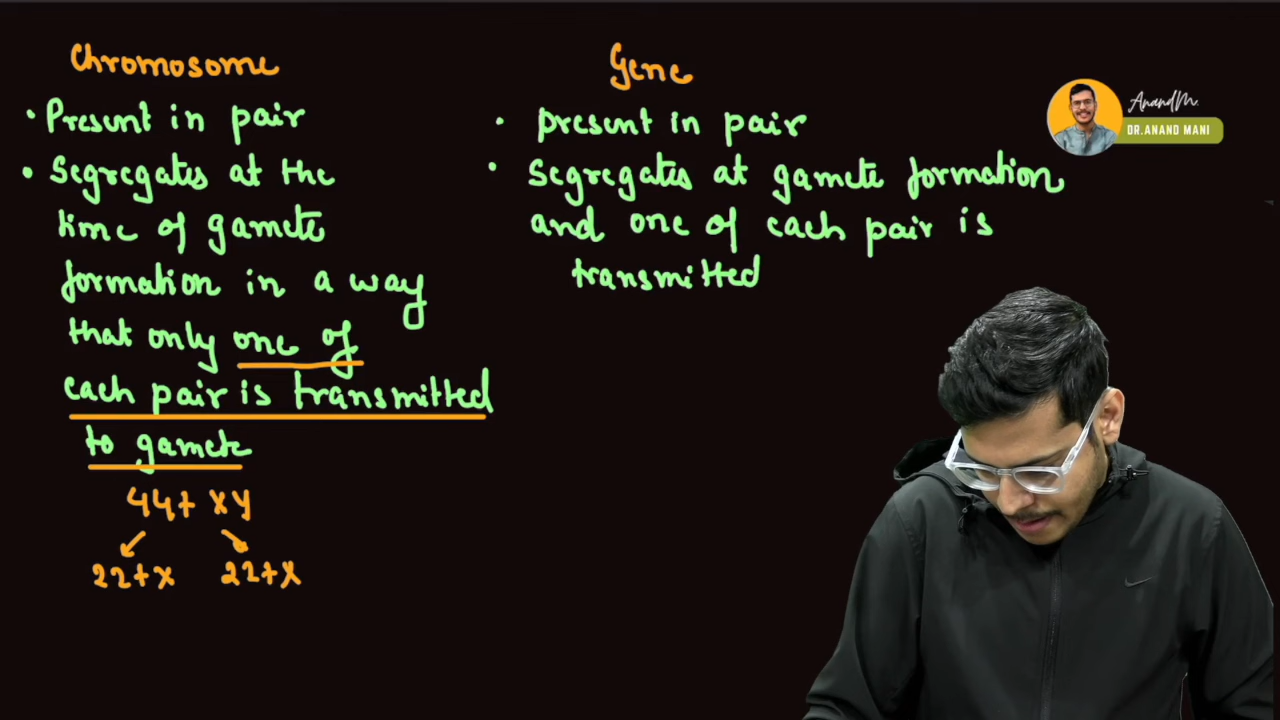 Chromosome
• Present in pair
• Segregates at the
time of gamete
formation in a way
that only one of
each pair is transmitted
to gamete
44+ XY
22+X 22+X
Gene
• present in pair
• Segregates at gamete formation
and one of each pair is
transmitted
AnandM.
DR.ANAND MANI